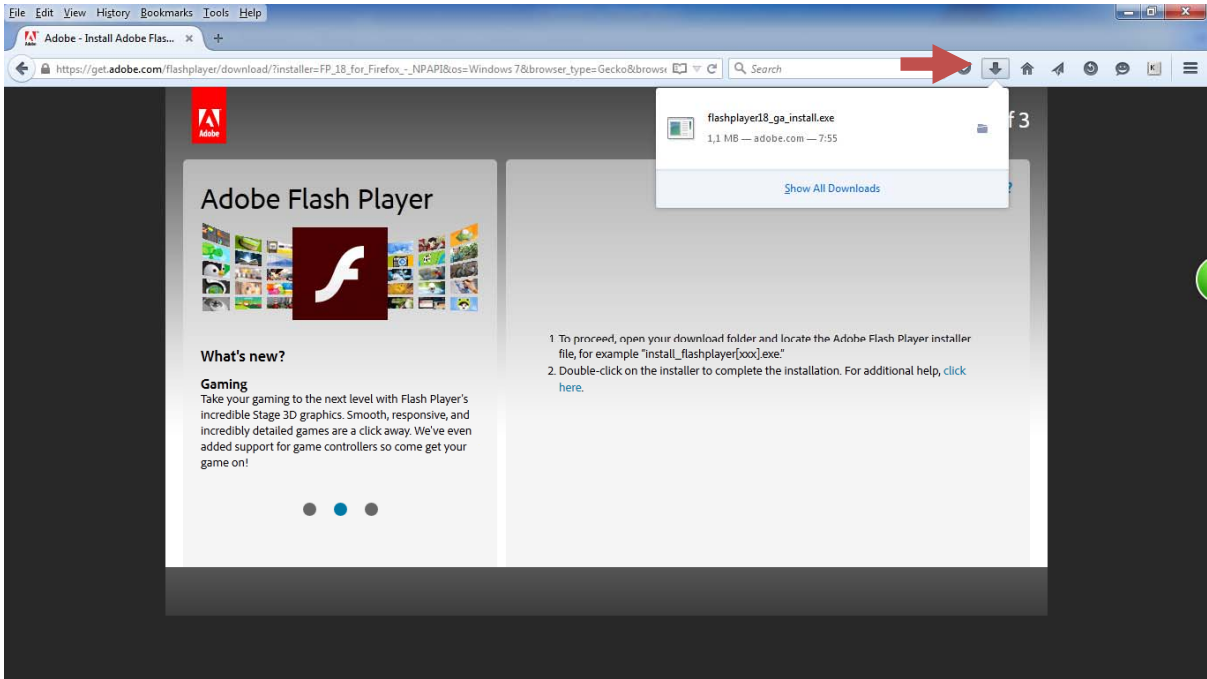 File Edit View History Bookmarks Tools Help
Adobe - Install Adobe Flas... × +
https://get.adobe.com/flashplayer/download/?installer=FP_18_for_Firefox_-_NPAPI&os=Windows 7&browser_type=Gecko&browse
Search
Adobe
f 3
flashplayer18_ga_install.exe
1,1 MB — adobe.com — 7:55
Show All Downloads
?
Adobe Flash Player
What's new?
Gaming
Take your gaming to the next level with Flash Player's
incredible Stage 3D graphics. Smooth, responsive, and
incredibly detailed games are a click away. We've even
added support for game controllers so come get your
game on!
1 To proceed, open your download folder and locate the Adobe Flash Player installer
file, for example "install_flashplayer[xxx].exe."
2. Double-click on the installer to complete the installation. For additional help, click
here.